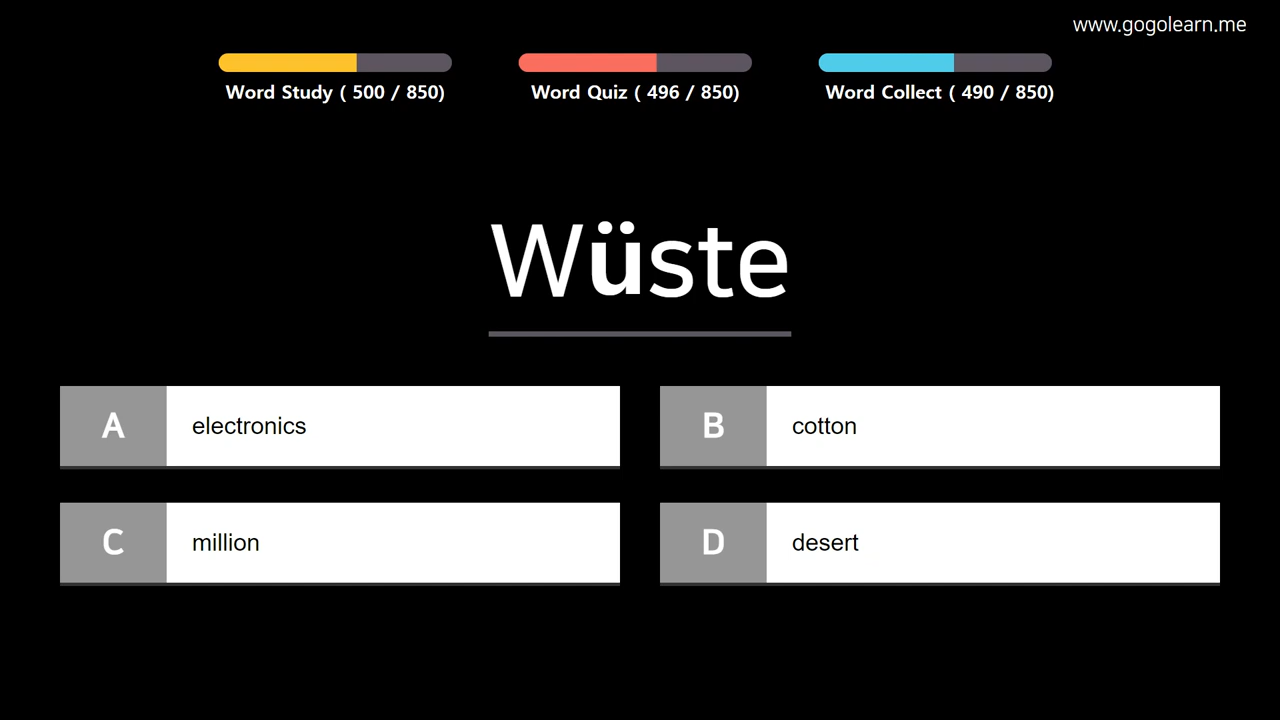 www.gogolearn.me
Word Study ( 500 / 850)
Word Quiz ( 496 / 850)
Word Collect ( 490 / 850)
Wüste
A electronics
B cotton
C million
D desert